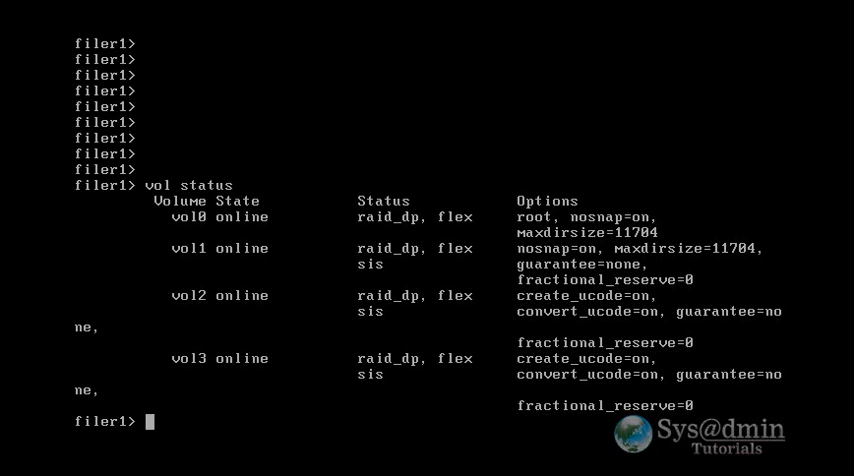 filer1>
filer1>
filer1>
filer1>
filer1>
filer1>
filer1>
filer1>
filer1>
filer1> vol status
Volume State Status Options
vol0 online raid_dp, flex root, nosnap=on,
maxdirsize=11704
vol1 online raid_dp, flex nosnap=on, maxdirsize=11704,
sis guarantee=none,
fractional_reserve=0
vol2 online raid_dp, flex create_ucode=on,
sis convert_ucode=on, guarantee=no
ne,
fractional_reserve=0
vol3 online raid_dp, flex create_ucode=on,
sis convert_ucode=on, guarantee=no
ne,
fractional_reserve=0
filer1>
Sys@dmin
Tutorials